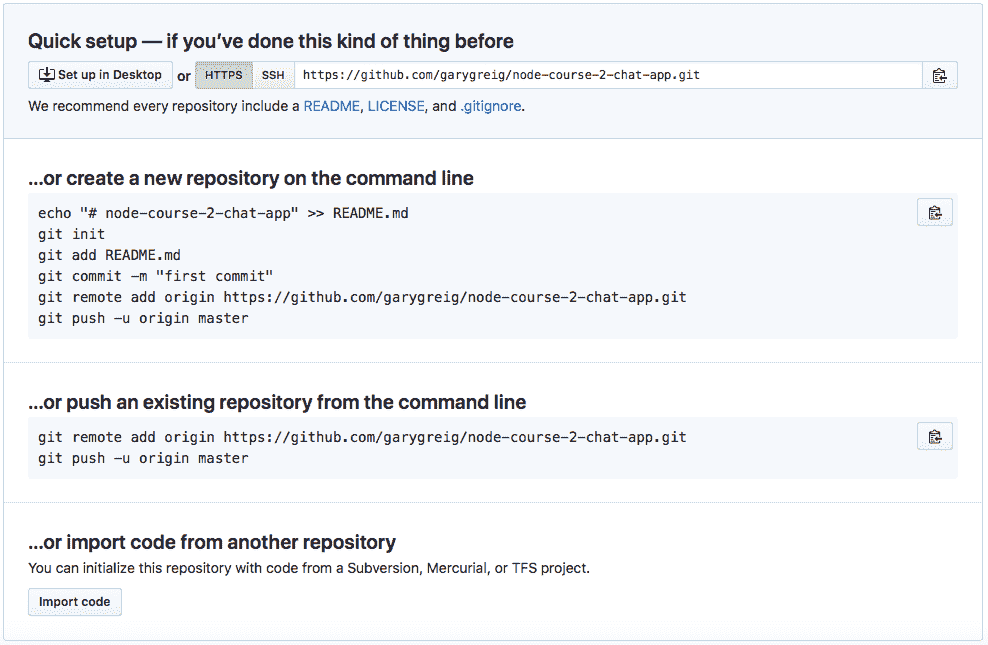 Quick setup — if you’ve done this kind of thing before
Set up in Desktop or HTTPS SSH https://github.com/garygreig/node-course-2-chat-app.git
We recommend every repository include a README, LICENSE, and .gitignore.
...or create a new repository on the command line
echo "# node-course-2-chat-app" >> README.md
git init
git add README.md
git commit -m "first commit"
git remote add origin https://github.com/garygreig/node-course-2-chat-app.git
git push -u origin master
...or push an existing repository from the command line
git remote add origin https://github.com/garygreig/node-course-2-chat-app.git
git push -u origin master
...or import code from another repository
You can initialize this repository with code from a Subversion, Mercurial, or TFS project.
Import code